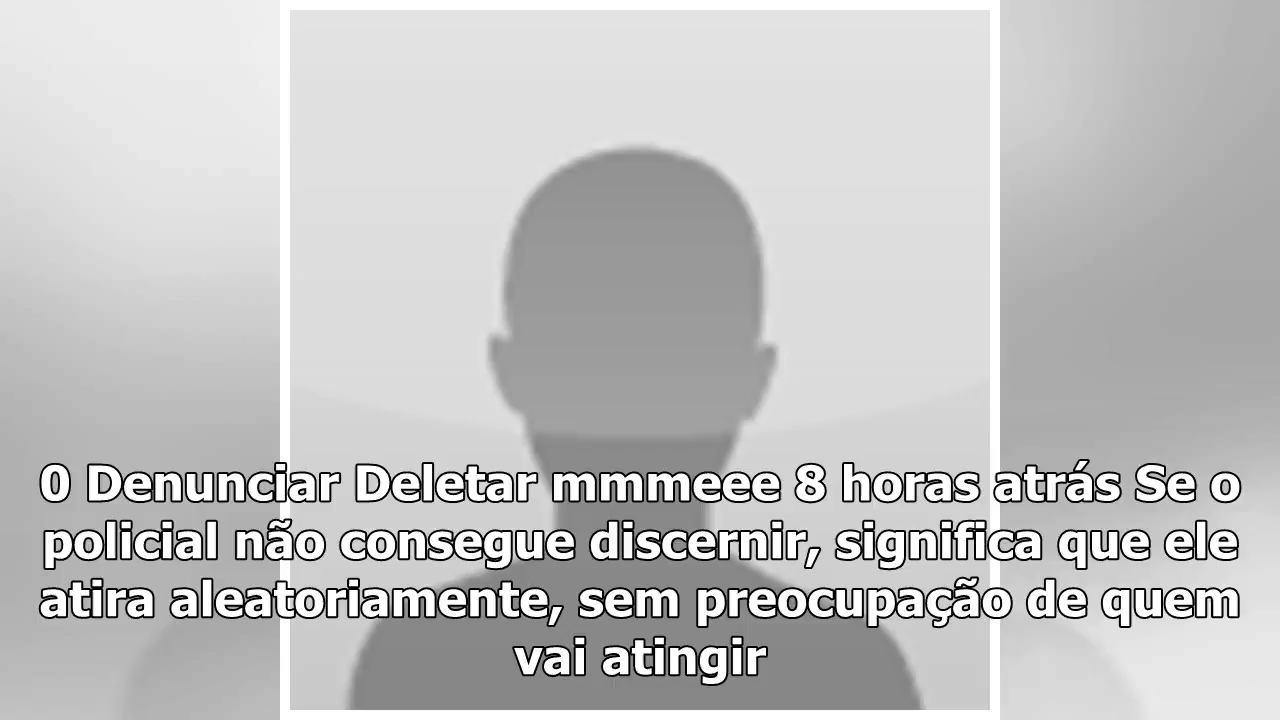 0 Denunciar Deletar mmmeee 8 horas atrás Se o
policial não consegue discernir, significa que ele
atira aleatoriamente, sem preocupação de quem
vai atingir